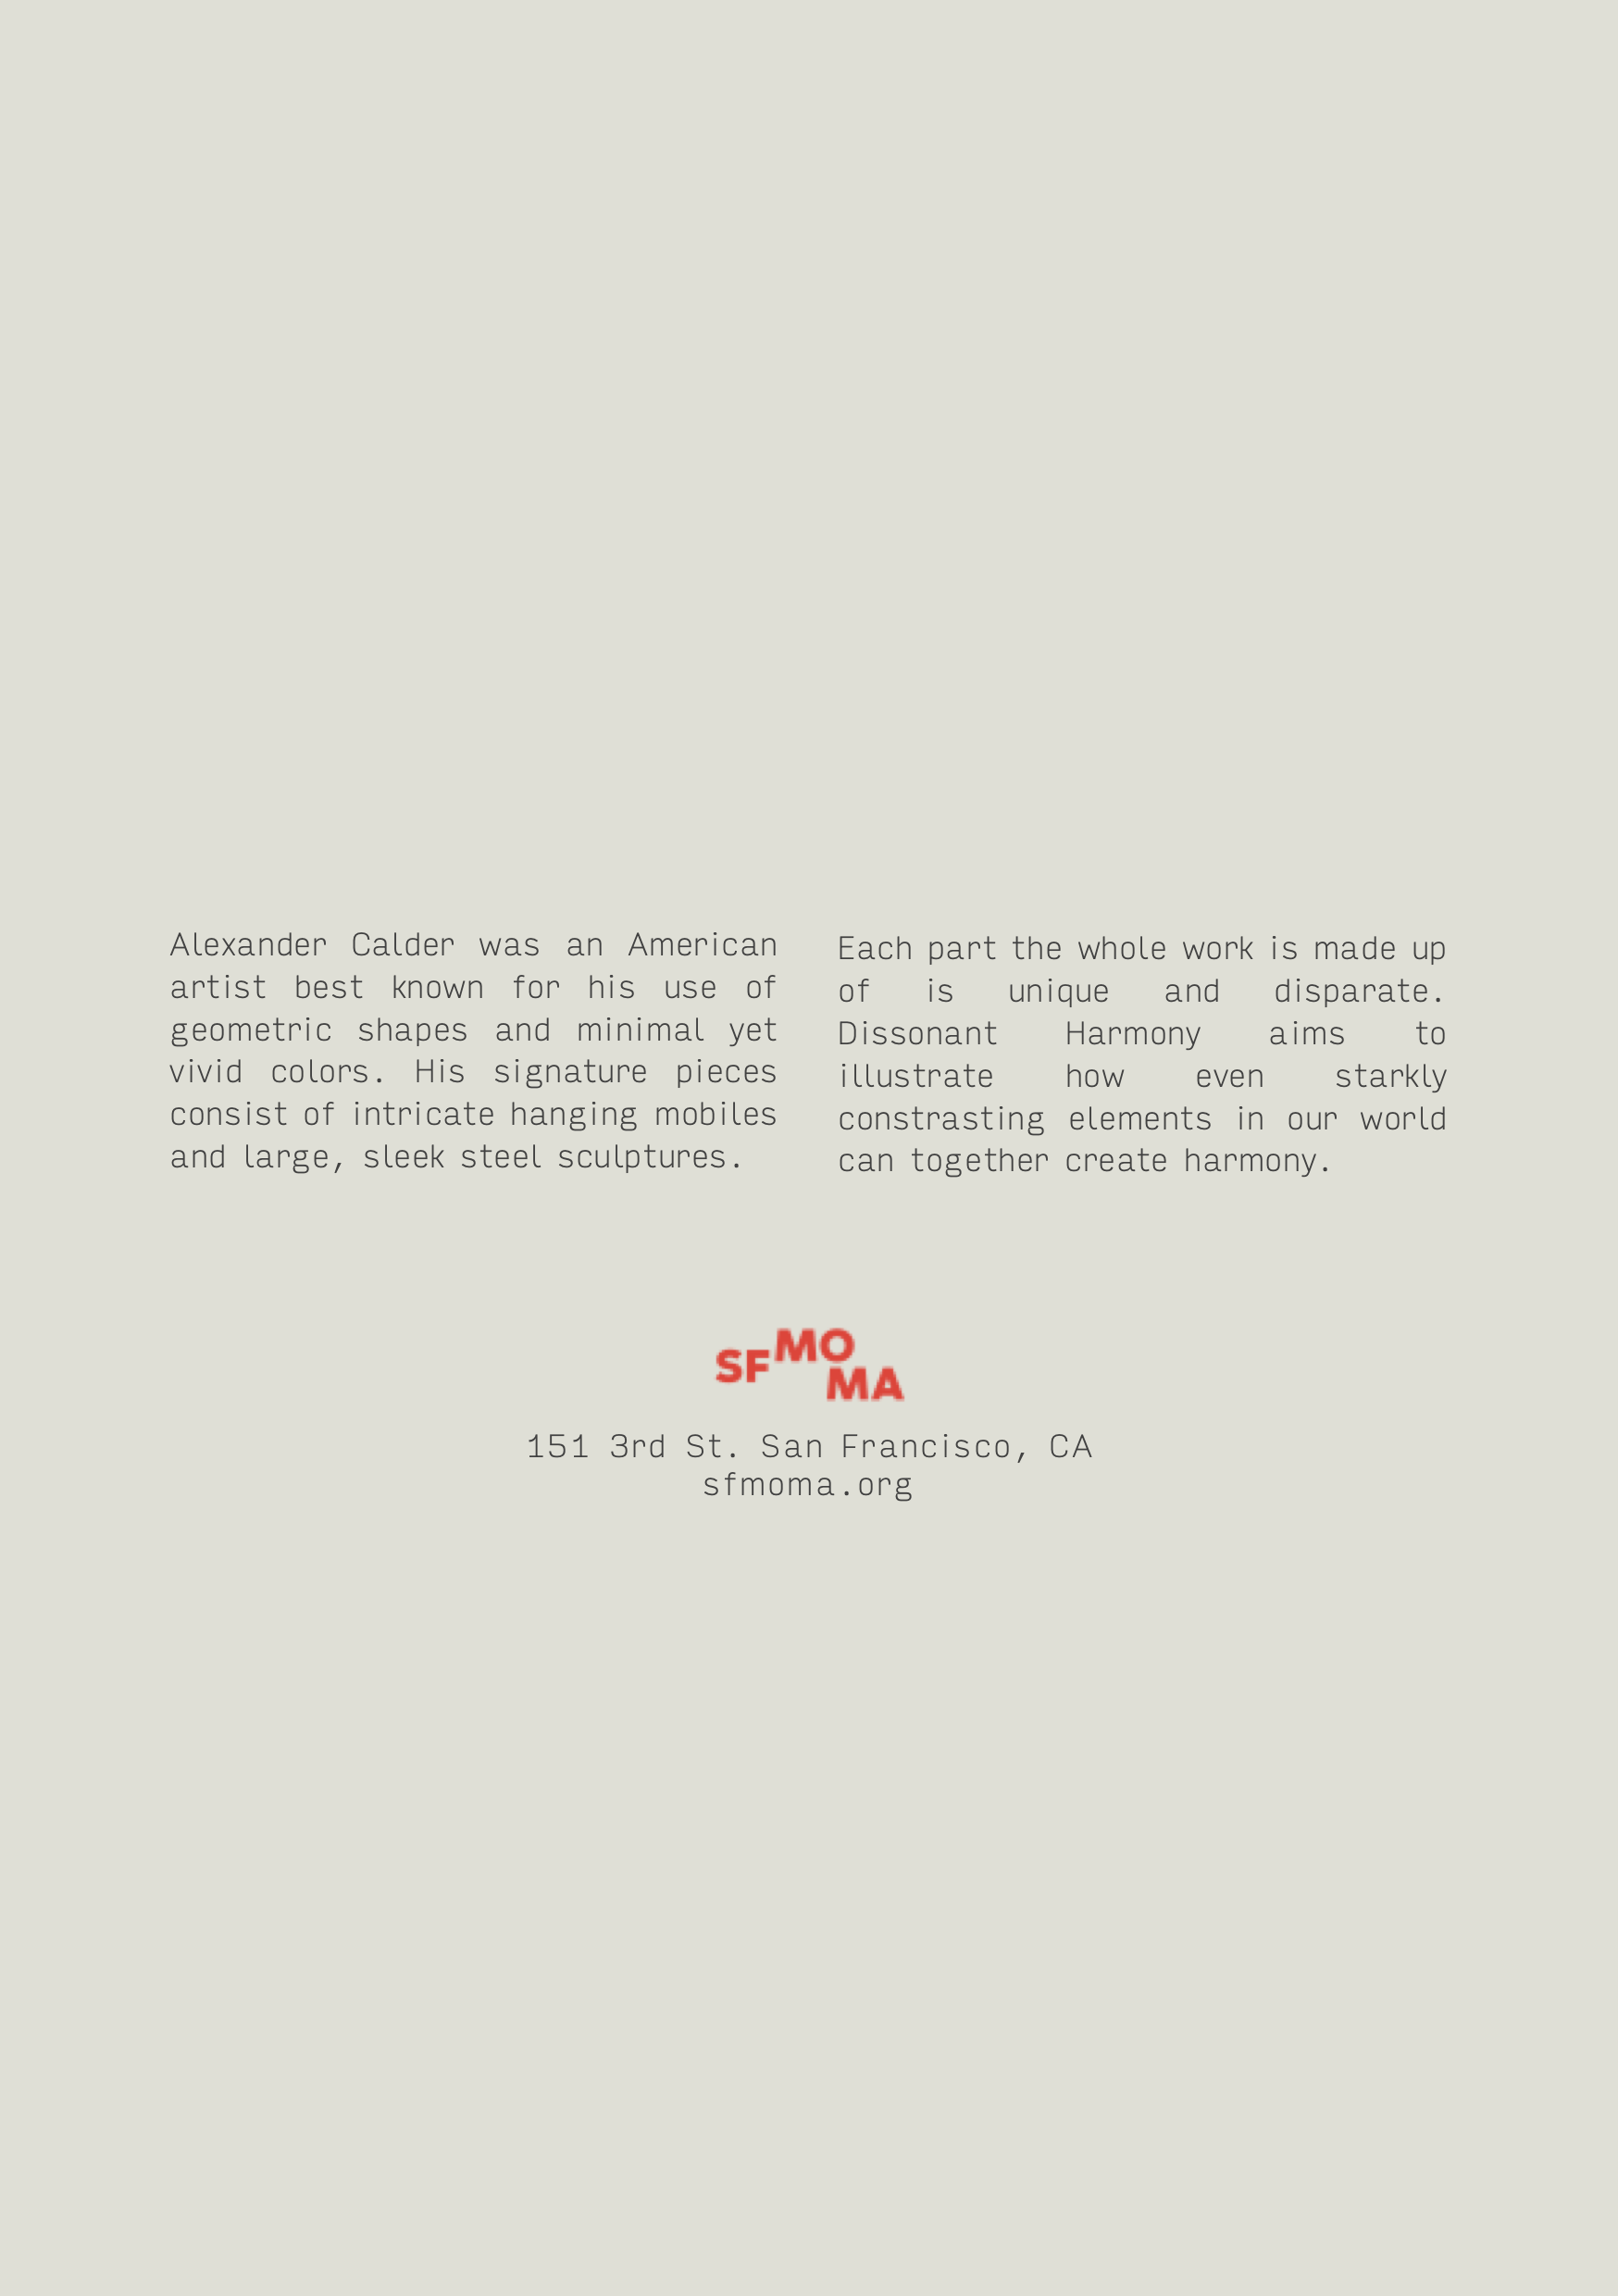 Alexander Calder was an American
artist best known for his use of
geometric shapes and minimal yet
vivid colors. His signature pieces
consist of intricate hanging mobiles
and large, sleek steel sculptures.
Each part the whole work is made up
of is unique and disparate.
Dissonant Harmony aims to
illustrate how even starkly
constrasting elements in our world
can together create harmony.
SFMO
MA
151 3rd St. San Francisco, CA
sfmoma.org